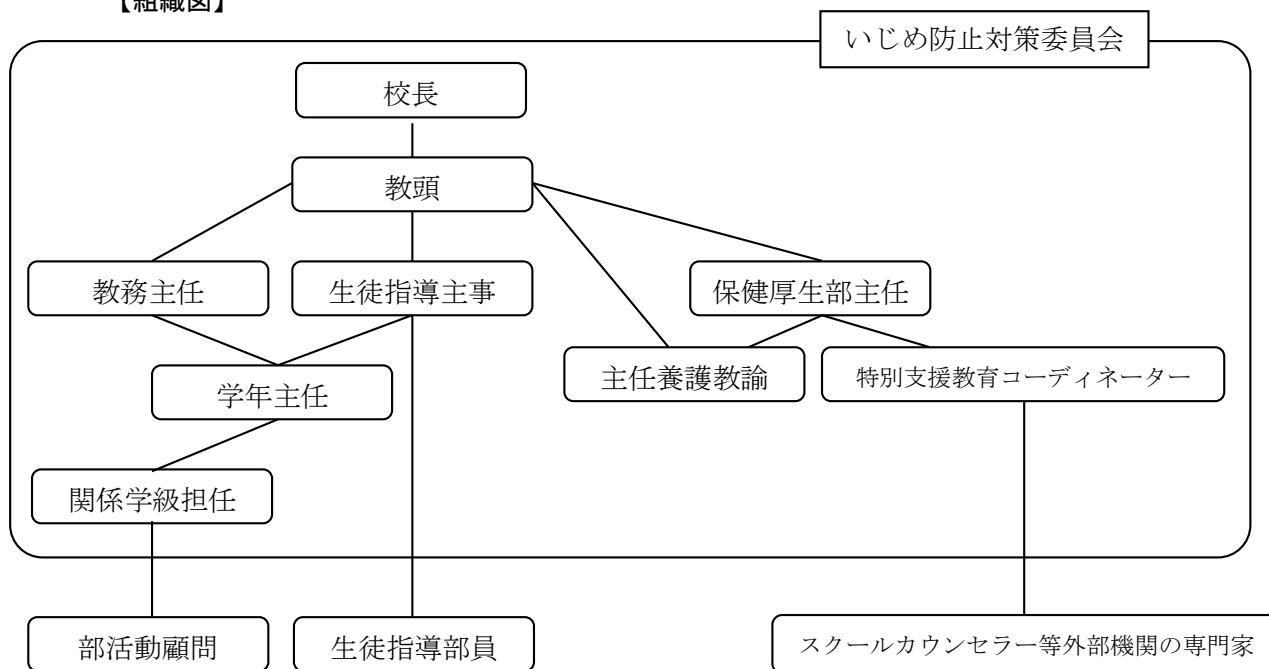 【組織図】
いじめ防止対策委員会
校長
教頭
教務主任
生徒指導主事
保健厚生部主任
主任養護教諭
特別支援教育コーディネーター
学年主任
関係学級担任
部活動顧問
生徒指導部員
スクールカウンセラー等外部機関の専門家